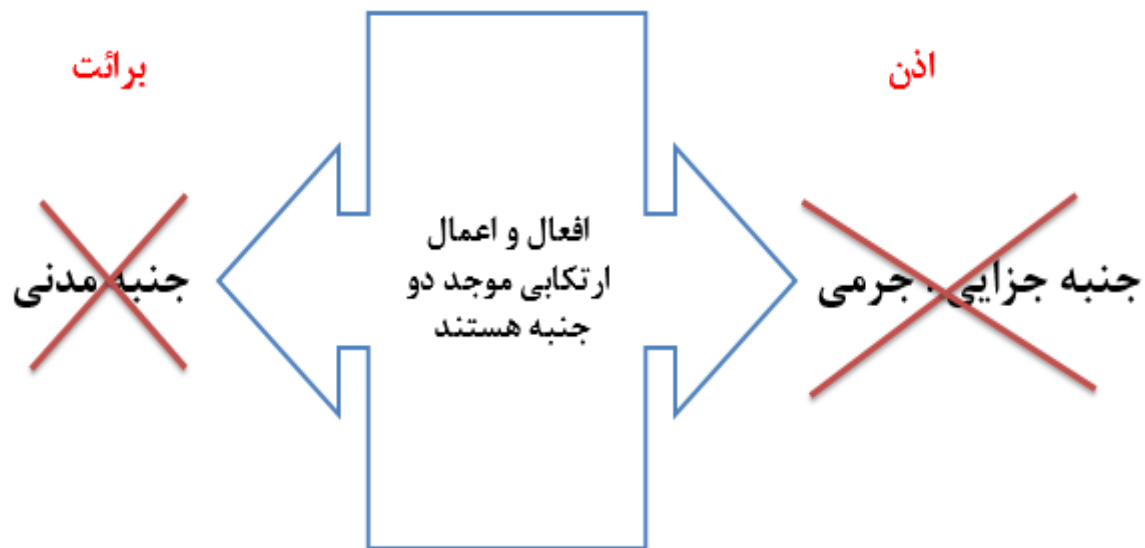 اذن
برائت
افعال و اعمال
ارتکابی موجد دو
جنبه هستند
جنبه جزایی ، جرمی
جنبه مدنی